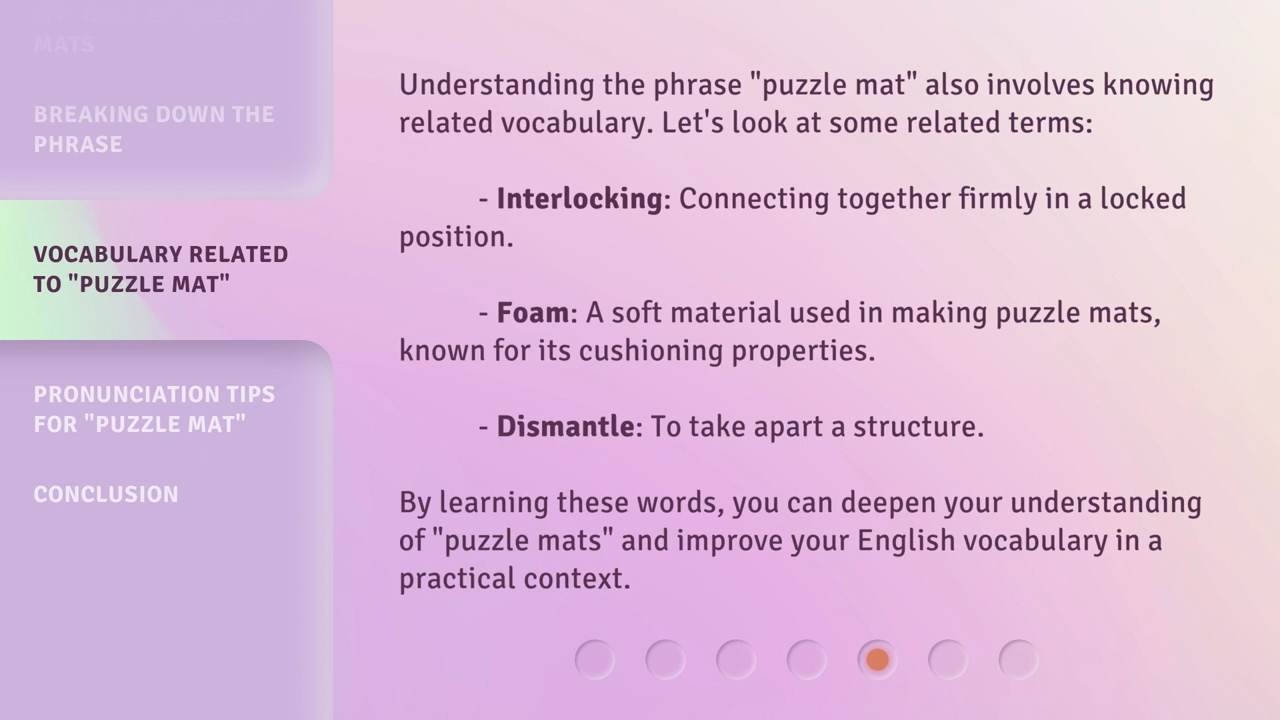 MATS
BREAKING DOWN THE
PHRASE
VOCABULARY RELATED
TO "PUZZLE MAT"
PRONUNCIATION TIPS
FOR "PUZZLE MAT"
CONCLUSION
Understanding the phrase "puzzle mat" also involves knowing
related vocabulary. Let's look at some related terms:
- Interlocking: Connecting together firmly in a locked
position.
- Foam: A soft material used in making puzzle mats,
known for its cushioning properties.
- Dismantle: To take apart a structure.
By learning these words, you can deepen your understanding
of "puzzle mats" and improve your English vocabulary in a
practical context.